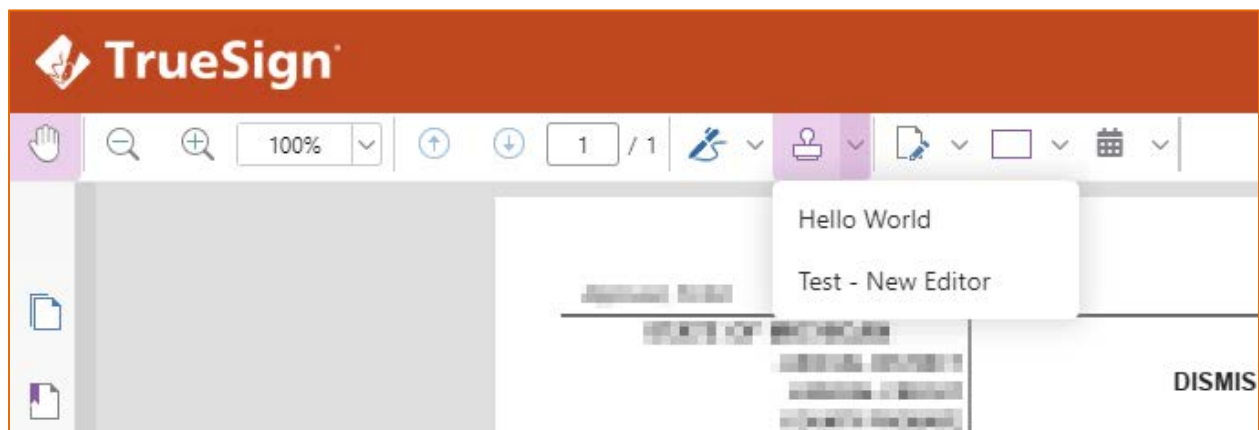 TrueSign
100%
1 / 1
Hello World
Test - New Editor
DISMIS